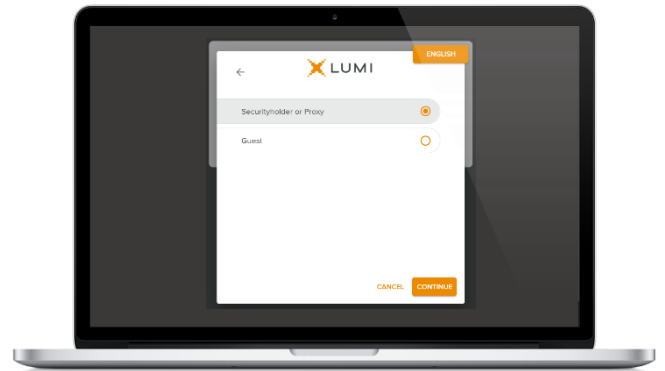 ENGLISH
LUMI
Securityholder or Proxy
Guest
CANCEL
CONTINUE